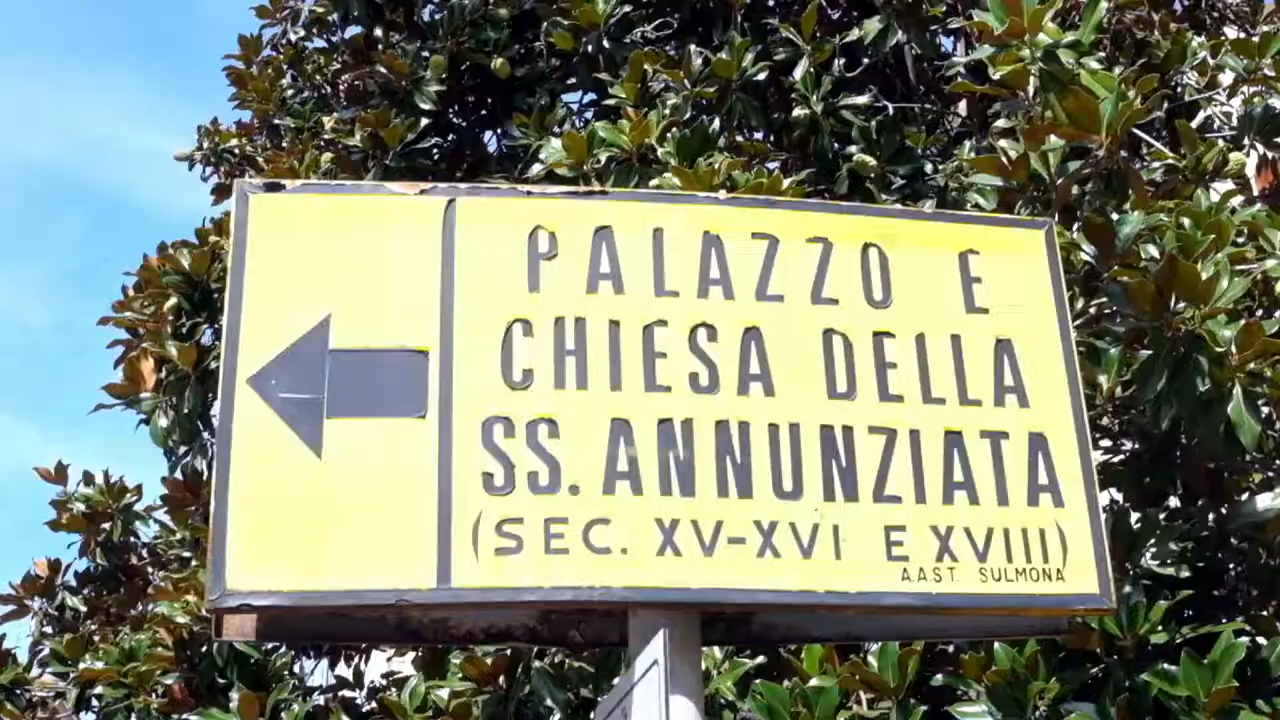 PALAZZO E
CHIESA DELLA
SS. ANNUNZIATA
(SEC. XV-XVI E XVIII)
A.A.S.T. SULMONA